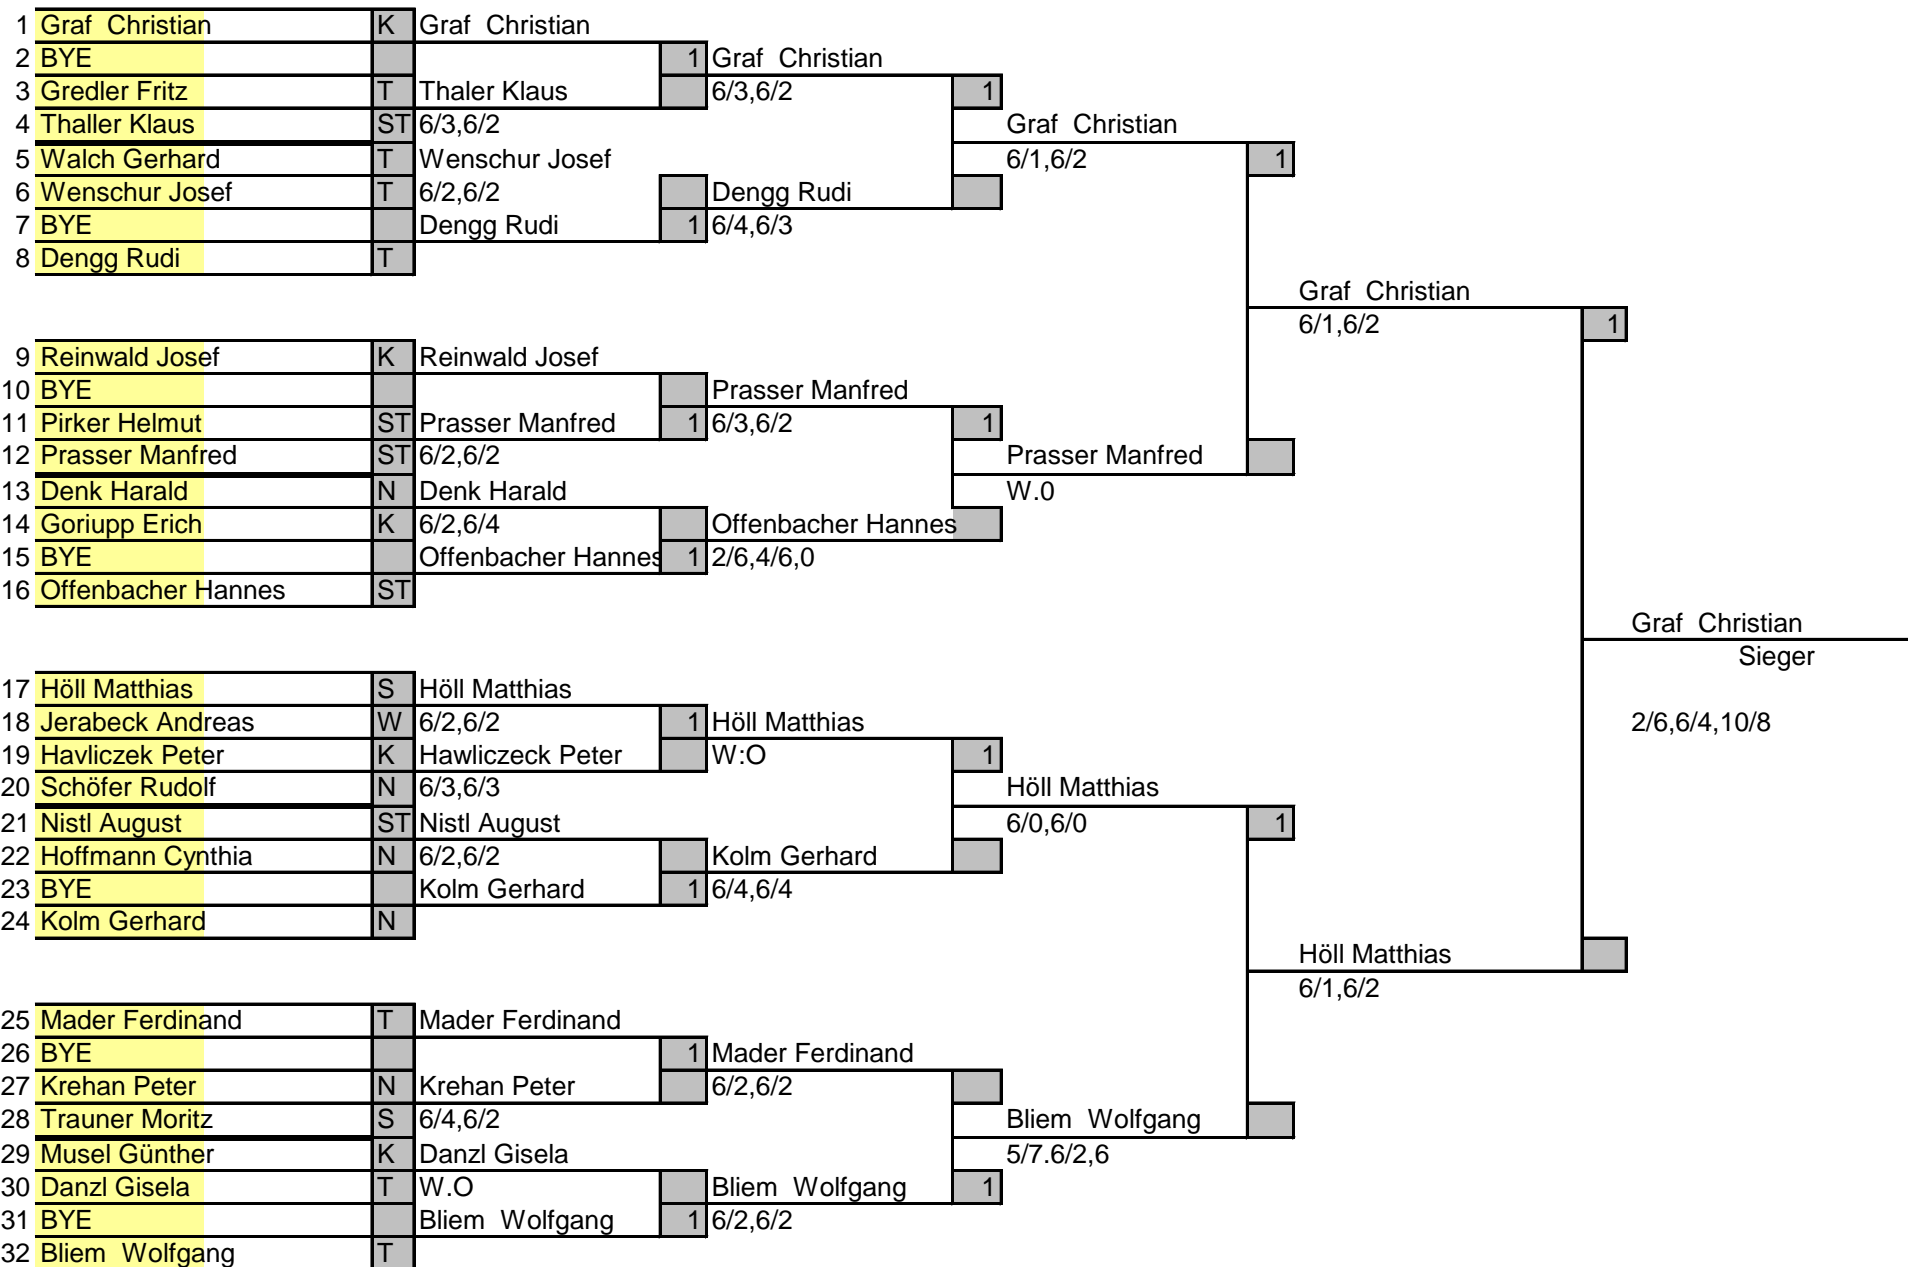 1 Graf  Christian K Graf  Christian
2 BYE 1 Graf  Christian
3 Gredler Fritz T Thaler Klaus 6/3,6/2 1
4 Thaller Klaus ST 6/3,6/2 Graf  Christian
5 Walch Gerhard T Wenschur Josef 6/1,6/2 1
6 Wenschur Josef T 6/2,6/2 Dengg Rudi
7 BYE Dengg Rudi 1 6/4,6/3
8 Dengg Rudi T
Graf  Christian
6/1,6/2 1
9 Reinwald Josef K Reinwald Josef
10 BYE Prasser Manfred
11 Pirker Helmut ST Prasser Manfred 1 6/3,6/2 1
12 Prasser Manfred ST 6/2,6/2 Prasser Manfred
13 Denk Harald N Denk Harald W.0
14 Goriupp Erich K 6/2,6/4 Offenbacher Hannes
15 BYE Offenbacher Hannes 1 2/6,4/6,0
16 Offenbacher Hannes ST
Graf  Christian
Sieger
17 Höll Matthias S Höll Matthias
18 Jerabeck Andreas W 6/2,6/2 1 Höll Matthias 2/6,6/4,10/8
19 Havliczek Peter K Hawliczeck Peter W:O 1
20 Schöfer Rudolf N 6/3,6/3 Höll Matthias
21 Nistl August ST Nistl August 6/0,6/0 1
22 Hoffmann Cynthia N 6/2,6/2 Kolm Gerhard
23 BYE Kolm Gerhard 1 6/4,6/4
24 Kolm Gerhard N
Höll Matthias
6/1,6/2
25 Mader Ferdinand T Mader Ferdinand
26 BYE 1 Mader Ferdinand
27 Krehan Peter N Krehan Peter 6/2,6/2
28 Trauner Moritz S 6/4,6/2 Bliem  Wolfgang
29 Musel Günther K Danzl Gisela 5/7.6/2,6
30 Danzl Gisela T W.O Bliem  Wolfgang 1
31 BYE Bliem  Wolfgang 1 6/2,6/2
32 Bliem  Wolfgang T